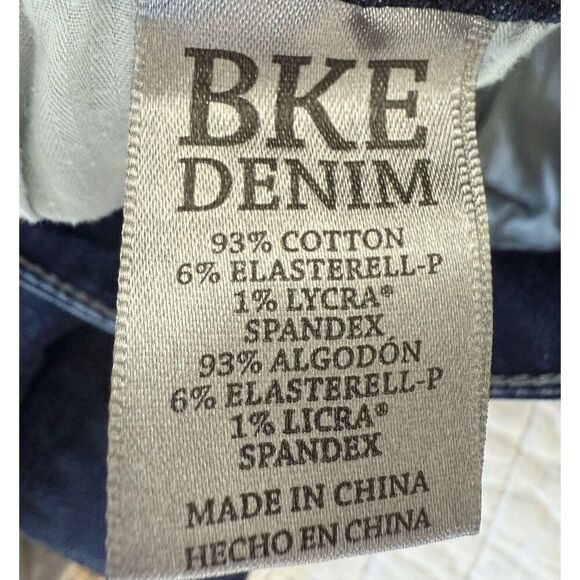 BKE
DENIM
93% COTTON
6% ELASTERELL-P
1% LYCRA®
SPANDEX
93% ALGODÓN
6% ELASTERELL-P
1% LICRA®
SPANDEX
MADE IN CHINA
HECHO EN CHINA